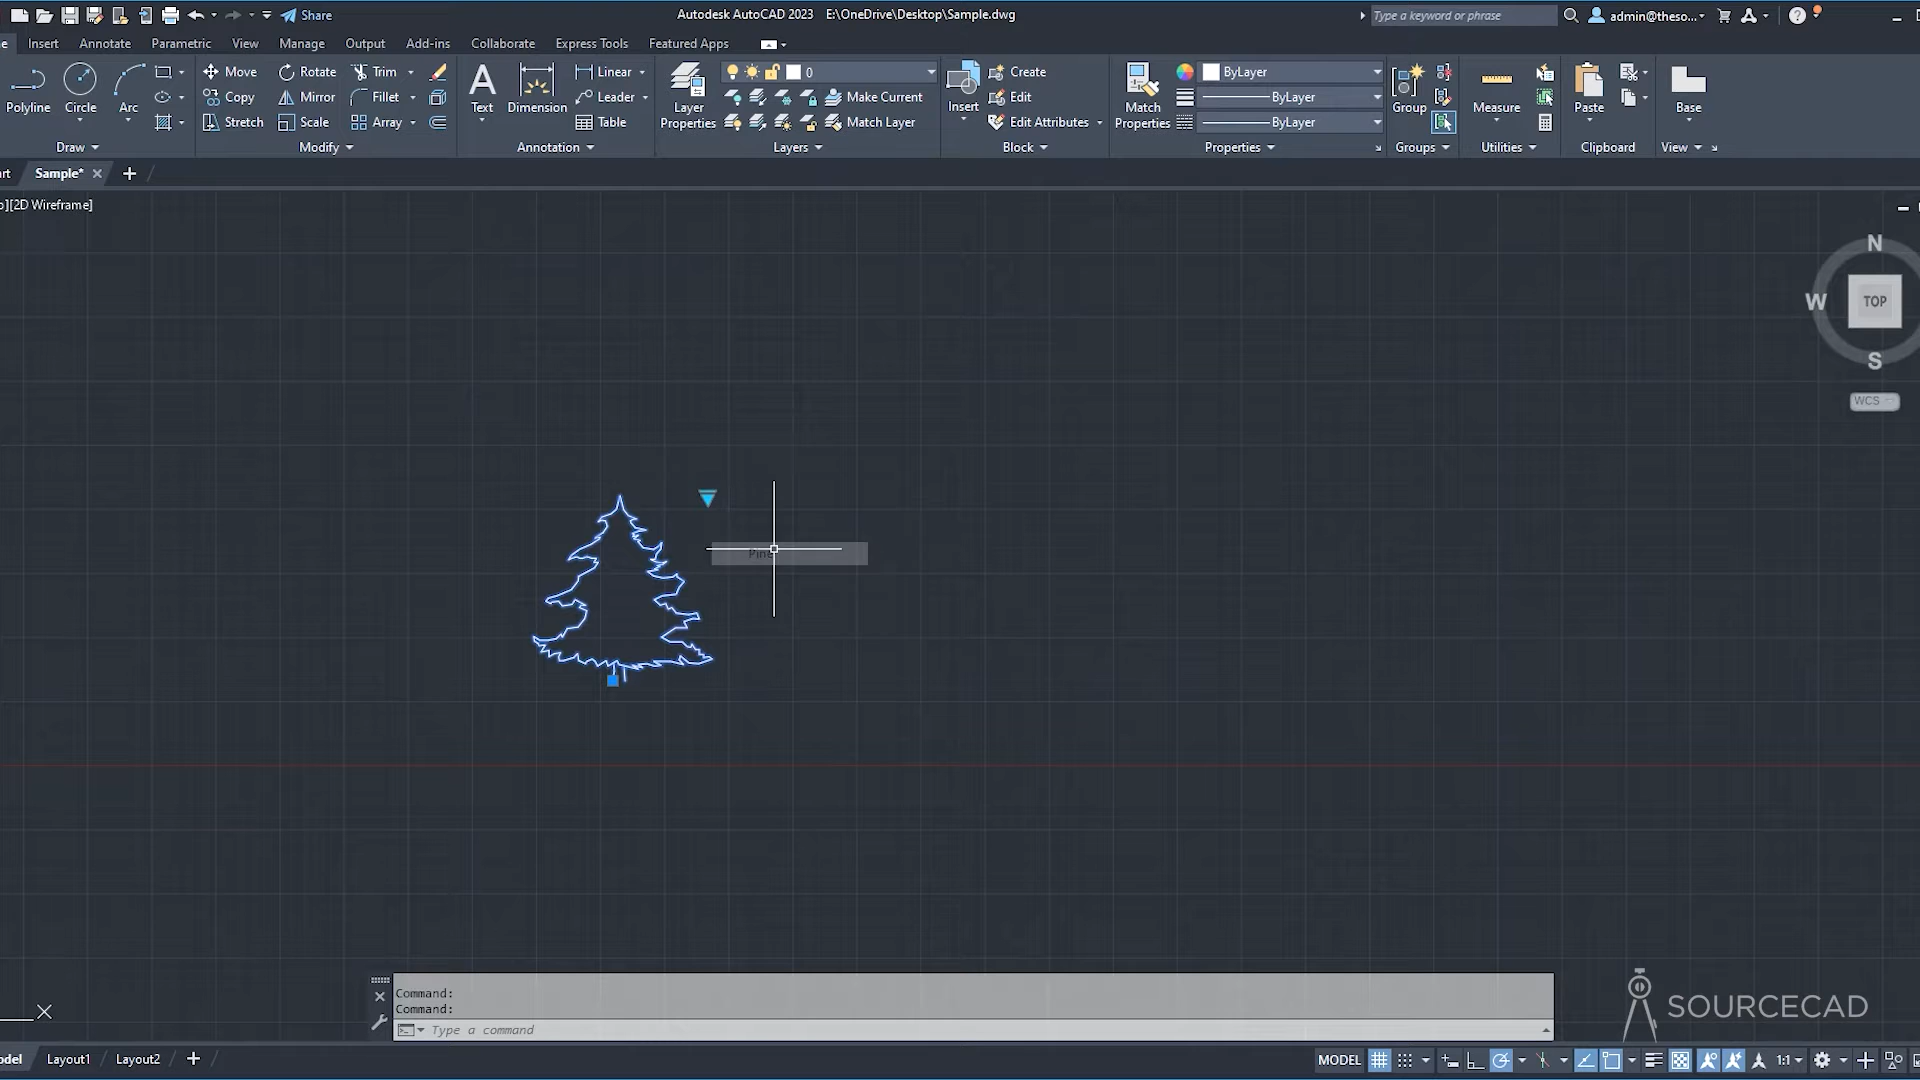 Share
Autodesk AutoCAD 2023 E:\OneDrive\Desktop\Sample.dwg
Type a keyword or phrase
admin@theso...
Insert Annotate Parametric View Manage Output Add-ins Collaborate Express Tools Featured Apps
Polyline
Circle
Arc
Move
Copy
Stretch
Rotate
Mirror
Scale
Trim
Fillet
Array
Text
Dimension
Linear
Leader
Table
Layer
Properties
0
Make Current
Match Layer
Insert
Create
Edit
Edit Attributes
Match
Properties
ByLayer
ByLayer
ByLayer
Group
Measure
Paste
Base
Draw
Modify
Annotation
Layers
Block
Properties
Groups
Utilities
Clipboard
View
rt
Sample*
][2D Wireframe]
N
W
TOP
S
WCS
Command:
Command:
Type a command
SOURCECAD
odel
Layout1
Layout2
MODEL
1:1